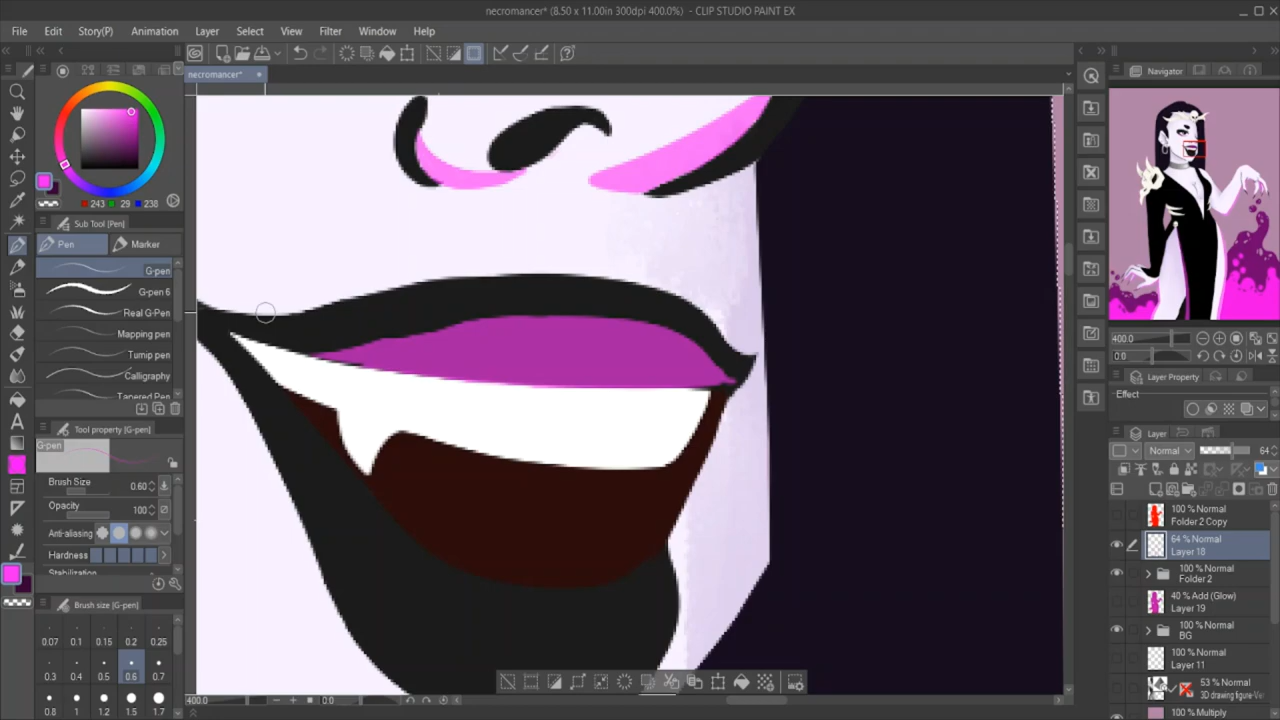 necromancer* (8.50 x 11.00in 300dpi 400.0%) - CLIP STUDIO PAINT EX
File Edit Story(P) Animation Layer Select View Filter Window Help
necromancer*
Navigator
243 29 238
Sub Tool [Pen]
Pen Marker
G-pen
G-pen 6
Real G-Pen
Mapping pen
Turnip pen
Calligraphy
Tapered Pen
Tool property [G-pen]
G-pen
Brush Size 0.60
Opacity 100
Anti-aliasing
Hardness
Stabilization
Brush size [G-pen]
0.07 0.1 0.15 0.2 0.25
0.3 0.4 0.5 0.6 0.7
0.8 1 1.2 1.5 1.7
400.0 0.0
400.0
0.0
Layer Property
Effect
Layer
Normal 64
100 % Normal
Folder 2 Copy
64 % Normal
Layer 18
100 % Normal
Folder 2
40 % Add (Glow)
Layer 19
100 % Normal
BG
100 % Normal
Layer 11
53 % Normal
3D drawing figure-Ve
100 % Multiply